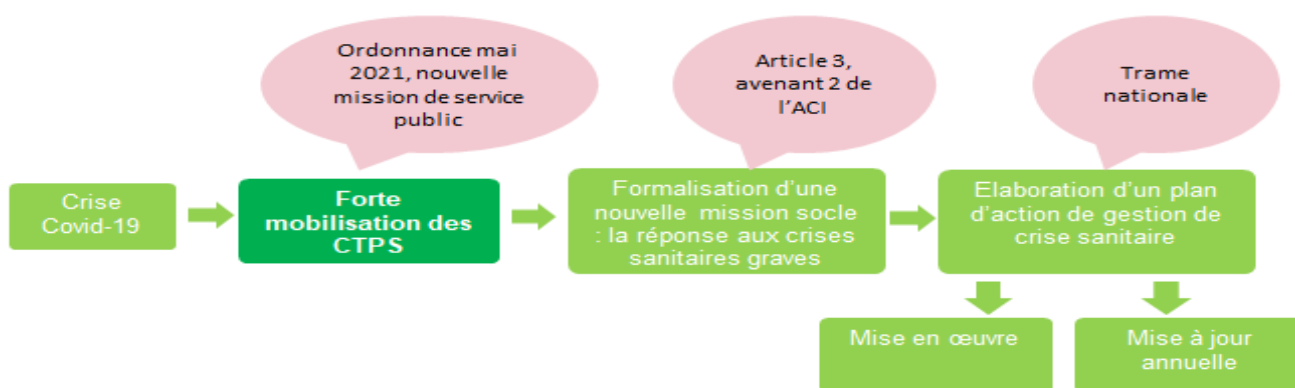 Ordonnance mai
2021, nouvelle
mission de service
public
Article 3,
avenant 2 de
l'ACI
Trame
nationale
Crise
Covid-19
Forte
mobilisation des
CTPS
Formalisation d'une
nouvelle mission socle
: la réponse aux crises
sanitaires graves
Elaboration d'un plan
d'action de gestion de
crise sanitaire
Mise en œuvre
Mise à jour
annuelle